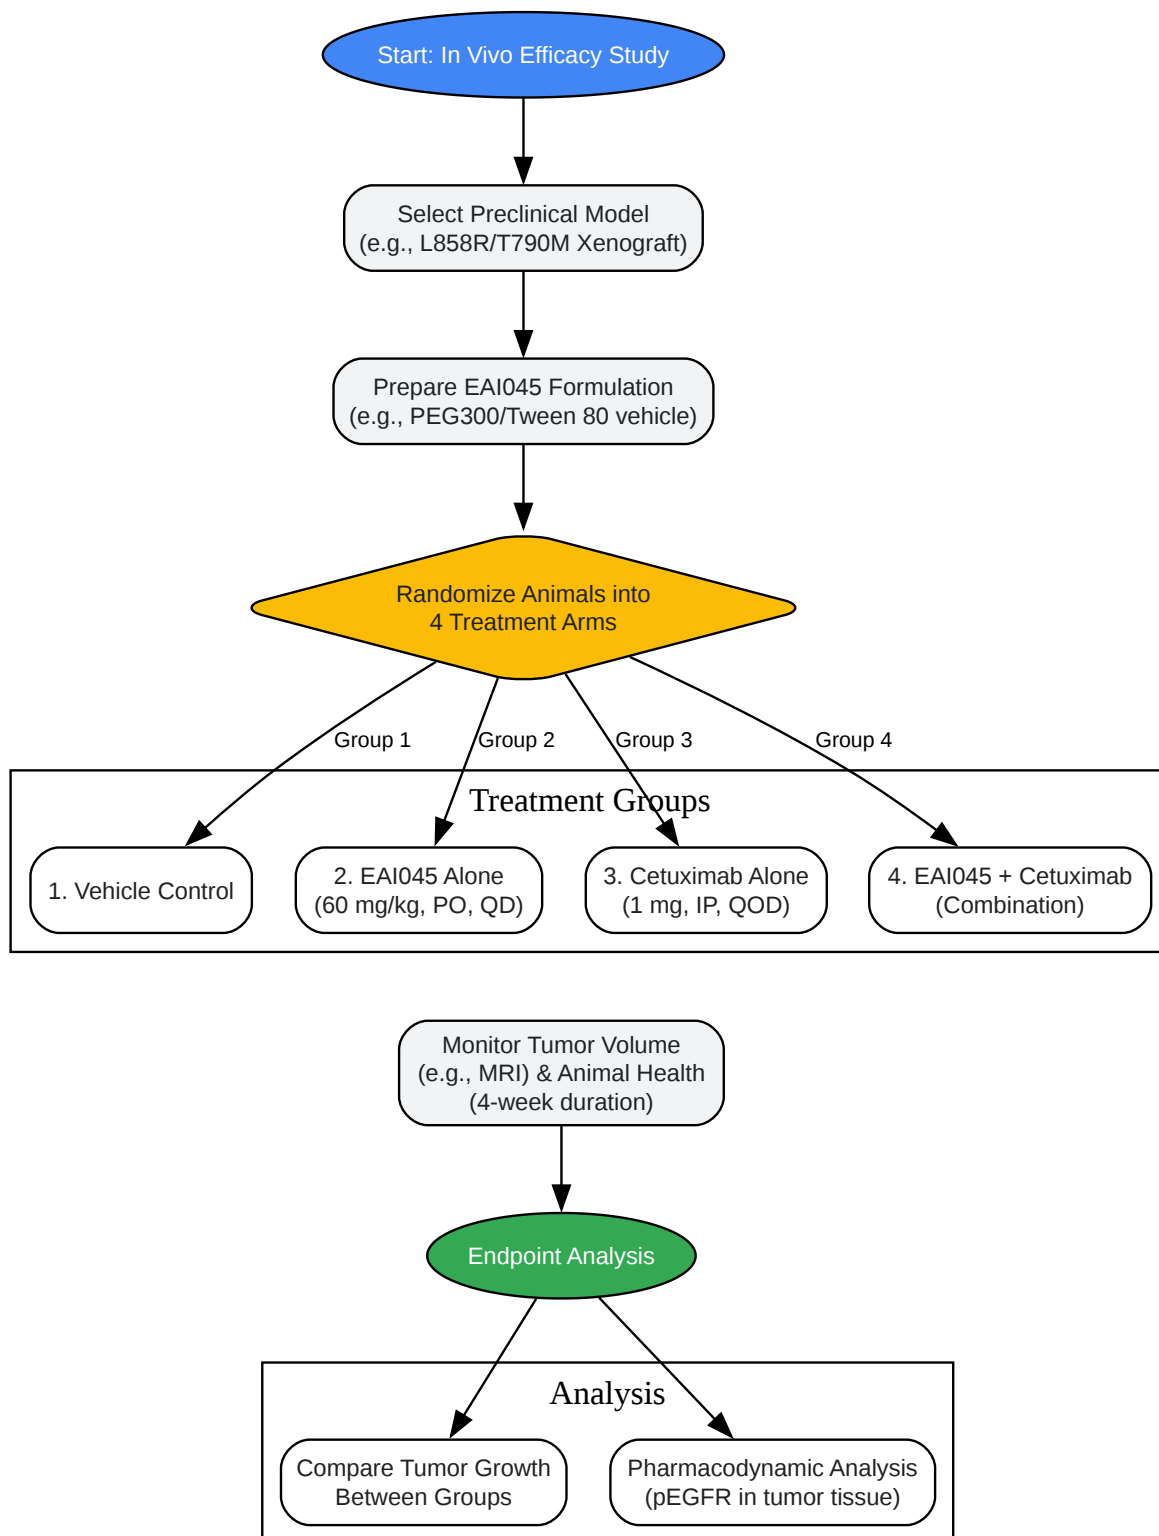 Start: In Vivo Efficacy Study
Select Preclinical Model
(e.g., L858R/T790M Xenograft)
Prepare EAI045 Formulation
(e.g., PEG300/Tween 80 vehicle)
Randomize Animals into
4 Treatment Arms
Group 1
Group 2
Group 3
Group 4
Treatment Groups
1. Vehicle Control
2. EAI045 Alone
(60 mg/kg, PO, QD)
3. Cetuximab Alone
(1 mg, IP, QOD)
4. EAI045 + Cetuximab
(Combination)
Monitor Tumor Volume
(e.g., MRI) & Animal Health
(4-week duration)
Endpoint Analysis
Analysis
Compare Tumor Growth
Between Groups
Pharmacodynamic Analysis
(pEGFR in tumor tissue)